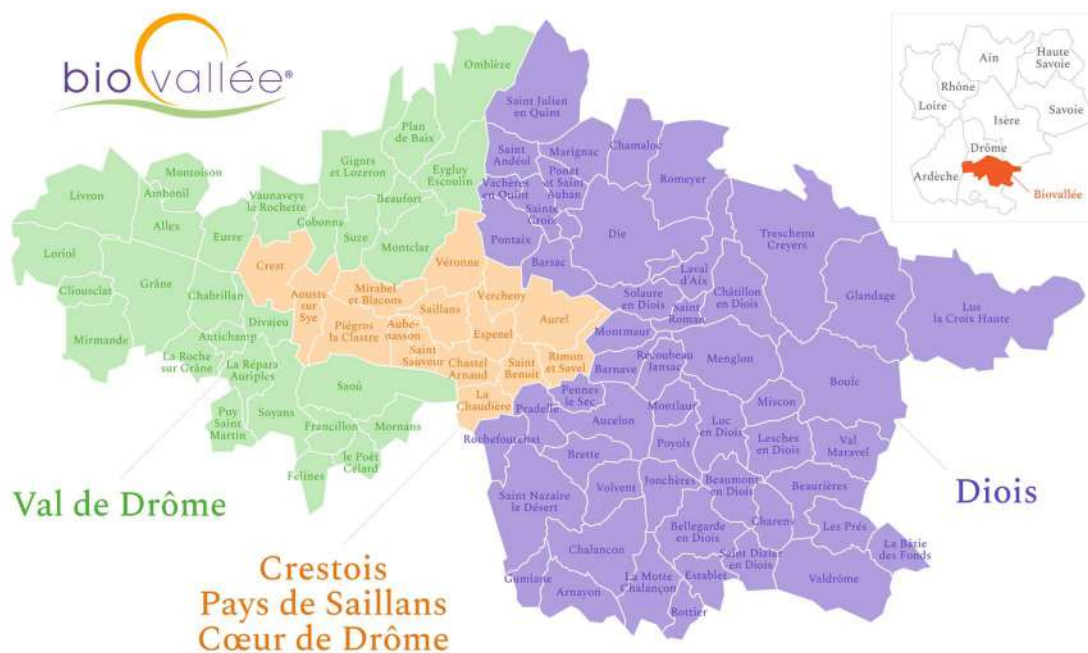 biovallée®
Omblèze
Plan
de Baix
Gigors
et Lozeron
Eygluy
Escoulin
Montoison
Ambonil
Livron
Vaunaveys
la Rochette
Beaufort
Allex
Cobonne
Eurre
Suze
Montclar
Loriol
Grâne
Cliousclat
Chabrillan
Mirmande
Divajeu
Autichamp
La Roche
sur Grâne
La Répara
Auriples
Saoû
Puy
Saint
Martin
Soyans
Francillon
Mornans
le Poët
Célard
Felines
Crest
Véronne
Mirabel
et Blacons
Aouste
sur
Sye
Vercheny
Saillans
Aurel
Piégros
la Clastre
Aube-
nasson
Espenel
Saint
Sauveur
Chastel
Arnaud
Saint
Benoit
Rimon
et Savel
La
Chaudière
Saint Julien
en Quint
Saint
Andéol
Marignac
Chamaloc
Ponet
et Saint
Auban
Romeyer
Vachères
en Quint
Sainte
Croix
Die
Treschenu
Creyers
Pontaix
Barsac
Laval
d'Aix
Châtillon
en Diois
Glandage
Lus
la Croix Haute
Solaure
en Diois
Saint
Roman
Montmaur
Menglon
Recoubeau
Jansac
Barnave
Boulc
Pennes
le Sec
Pradelle
Montlaur
Miscon
Aucelon
Luc
en Diois
Rochefourchat
Poyols
Lesches
en Diois
Val
Maravel
Brette
Volvent
Jonchères
Beaumont
en Diois
Beaurières
Saint Nazaire
le Désert
Bellegarde
en Diois
Charens
Les Prés
La Bâtie
des Fonds
Chalancon
Saint Dizier
en Diois
Gumiane
La Motte
Chalançon
Establet
Valdrôme
Arnayon
Rottier
Val de Drôme
Crestois
Pays de Saillans
Cœur de Drôme
Diois
Ain
Haute
Savoie
Rhône
Loire
Savoie
Isère
Drôme
Ardèche
Biovallée